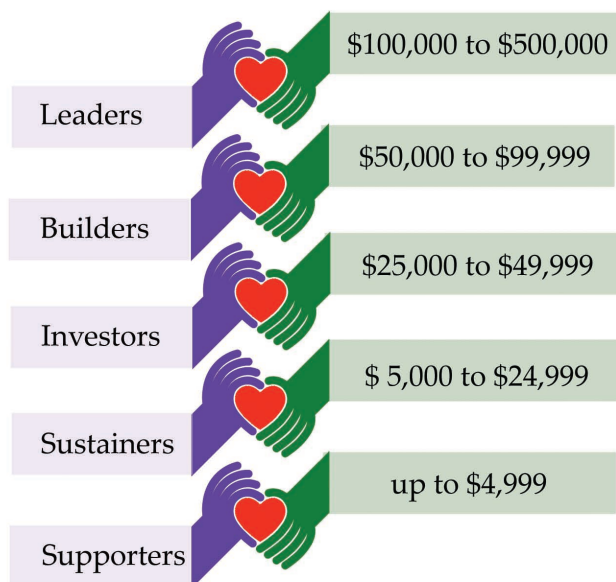 $100,000 to $500,000
Leaders
$50,000 to $99,999
Builders
$25,000 to $49,999
Investors
$ 5,000 to $24,999
Sustainers
up to $4,999
Supporters